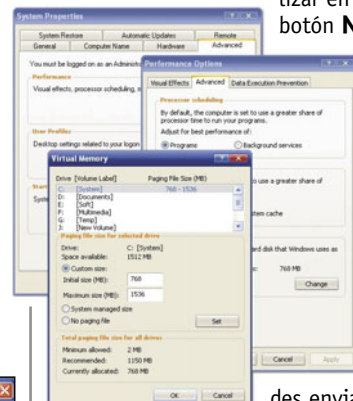 tizar en
botón N
System Properties
System Restore Automatic Updates Remote
General Computer Name Hardware Advanced
You must be logged on as an Administr
Performance
Visual effects, processor scheduling, m
User Profiles
Desktop settings related to your logon
Performance Options
Visual Effects Advanced Data Execution Prevention
Processor scheduling
By default, the computer is set to use a greater share of
processor time to run your programs.
Adjust for best performance of:
Programs Background services
to use a greater share of
stem cache
ard disk that Windows uses as
768 MB
Change
Cancel Apply
Virtual Memory
Drive [Volume Label] Paging File Size (MB)
C: [System] 768 - 1536
D: [Documents]
E: [Soft]
F: [Multimedia]
G: [Temp]
J: [New Volume]
Paging file size for selected drive
Drive: C: [System]
Space available: 1512 MB
Custom size:
Initial size (MB): 768
Maximum size (MB): 1536
System managed size
No paging file
Set
Total paging file size for all drives
Minimum allowed: 2 MB
Recommended: 1150 MB
Currently allocated: 768 MB
OK Cancel
des envia